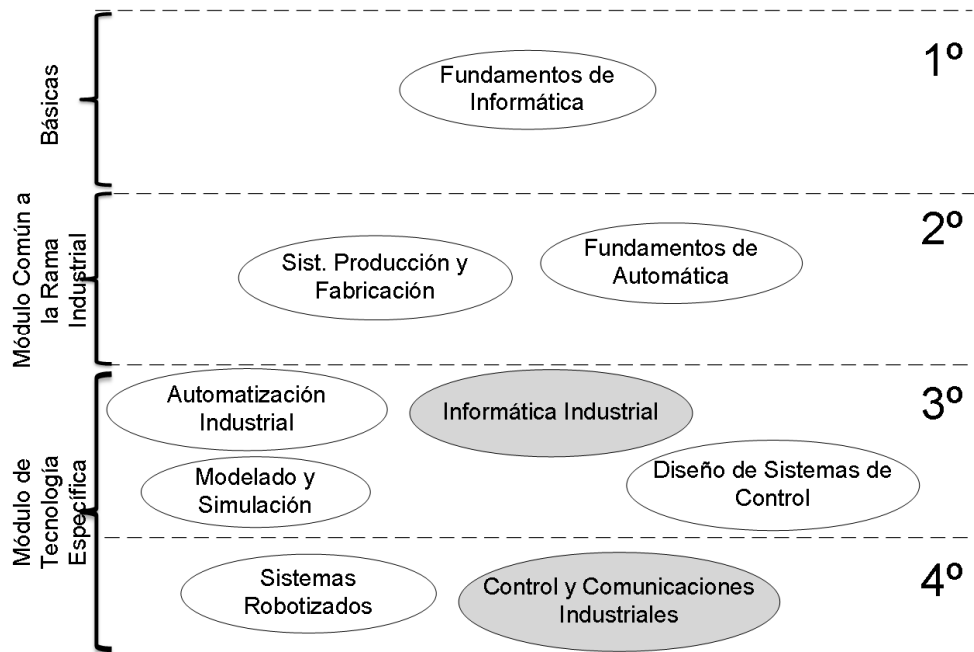 Básicas
1º
Fundamentos de
Informática
Módulo Común a
la Rama
Industrial
2º
Sist. Producción y
Fabricación
Fundamentos de
Automática
Módulo de
Tecnología
Específica
3º
Automatización
Industrial
Informática Industrial
Modelado y
Simulación
Diseño de Sistemas de
Control
4º
Sistemas
Robotizados
Control y Comunicaciones
Industriales